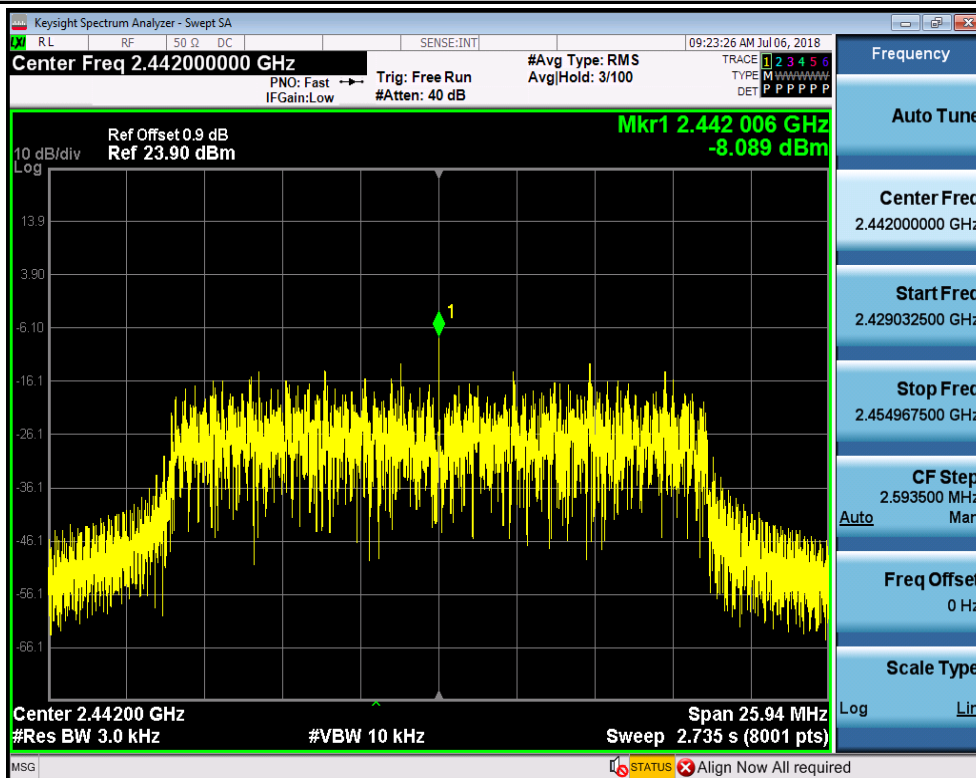 Keysight Spectrum Analyzer - Swept SA
LXI RL RF 50 Ω DC SENSE:INT 09:23:26 AM Jul 06, 2018
Center Freq 2.442000000 GHz
PNO: Fast
IFGain:Low
Trig: Free Run
#Atten: 40 dB
#Avg Type: RMS
Avg|Hold: 3/100
TRACE 1 2 3 4 5 6
TYPE M W W W W W
DET P P P P P P
Ref Offset 0.9 dB
10 dB/div Ref 23.90 dBm
Log
Mkr1 2.442 006 GHz
-8.089 dBm
13.9
3.90
-6.10
-16.1
-26.1
-36.1
-46.1
-56.1
-66.1
1
Center 2.44200 GHz Span 25.94 MHz
#Res BW 3.0 kHz #VBW 10 kHz Sweep 2.735 s (8001 pts)
Frequency
Auto Tune
Center Freq
2.442000000 GHz
Start Freq
2.429032500 GHz
Stop Freq
2.454967500 GHz
CF Step
2.593500 MHz
Auto Man
Freq Offset
0 Hz
Scale Type
Log Lin
MSG STATUS Align Now All required